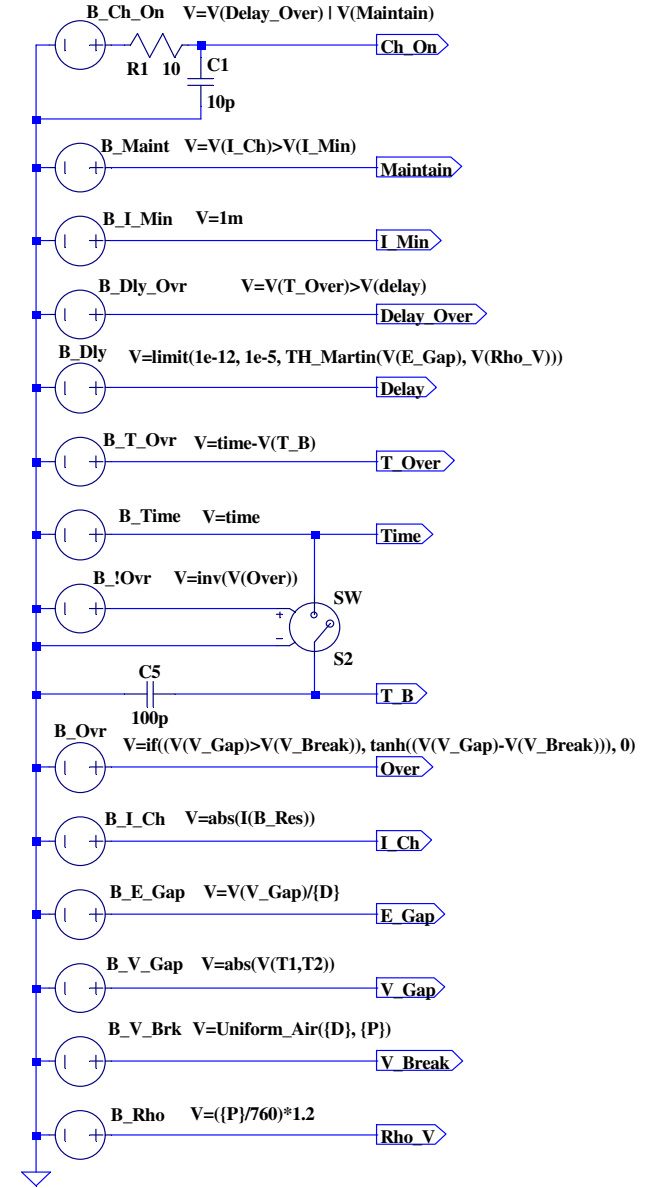 B_Ch_On V=V(Delay_Over) | V(Maintain)
Ch_On
R1 10 C1
10p
B_Maint V=V(I_Ch)>V(I_Min)
Maintain
B_I_Min V=1m
I_Min
B_Dly_Ovr V=V(T_Over)>V(delay)
Delay_Over
B_Dly V=limit(1e-12, 1e-5, TH_Martin(V(E_Gap), V(Rho_V)))
Delay
B_T_Ovr V=time-V(T_B)
T_Over
B_Time V=time
Time
B_!Ovr V=inv(V(Over))
SW
S2
C5
T_B
100p
B_Ovr
V=if((V(V_Gap)>V(V_Break)), tanh((V(V_Gap)-V(V_Break))), 0)
Over
B_I_Ch V=abs(I(B_Res))
I_Ch
B_E_Gap V=V(V_Gap)/{D}
E_Gap
B_V_Gap V=abs(V(T1,T2))
V_Gap
B_V_Brk V=Uniform_Air({D}, {P})
V_Break
B_Rho V=({P}/760)*1.2
Rho_V